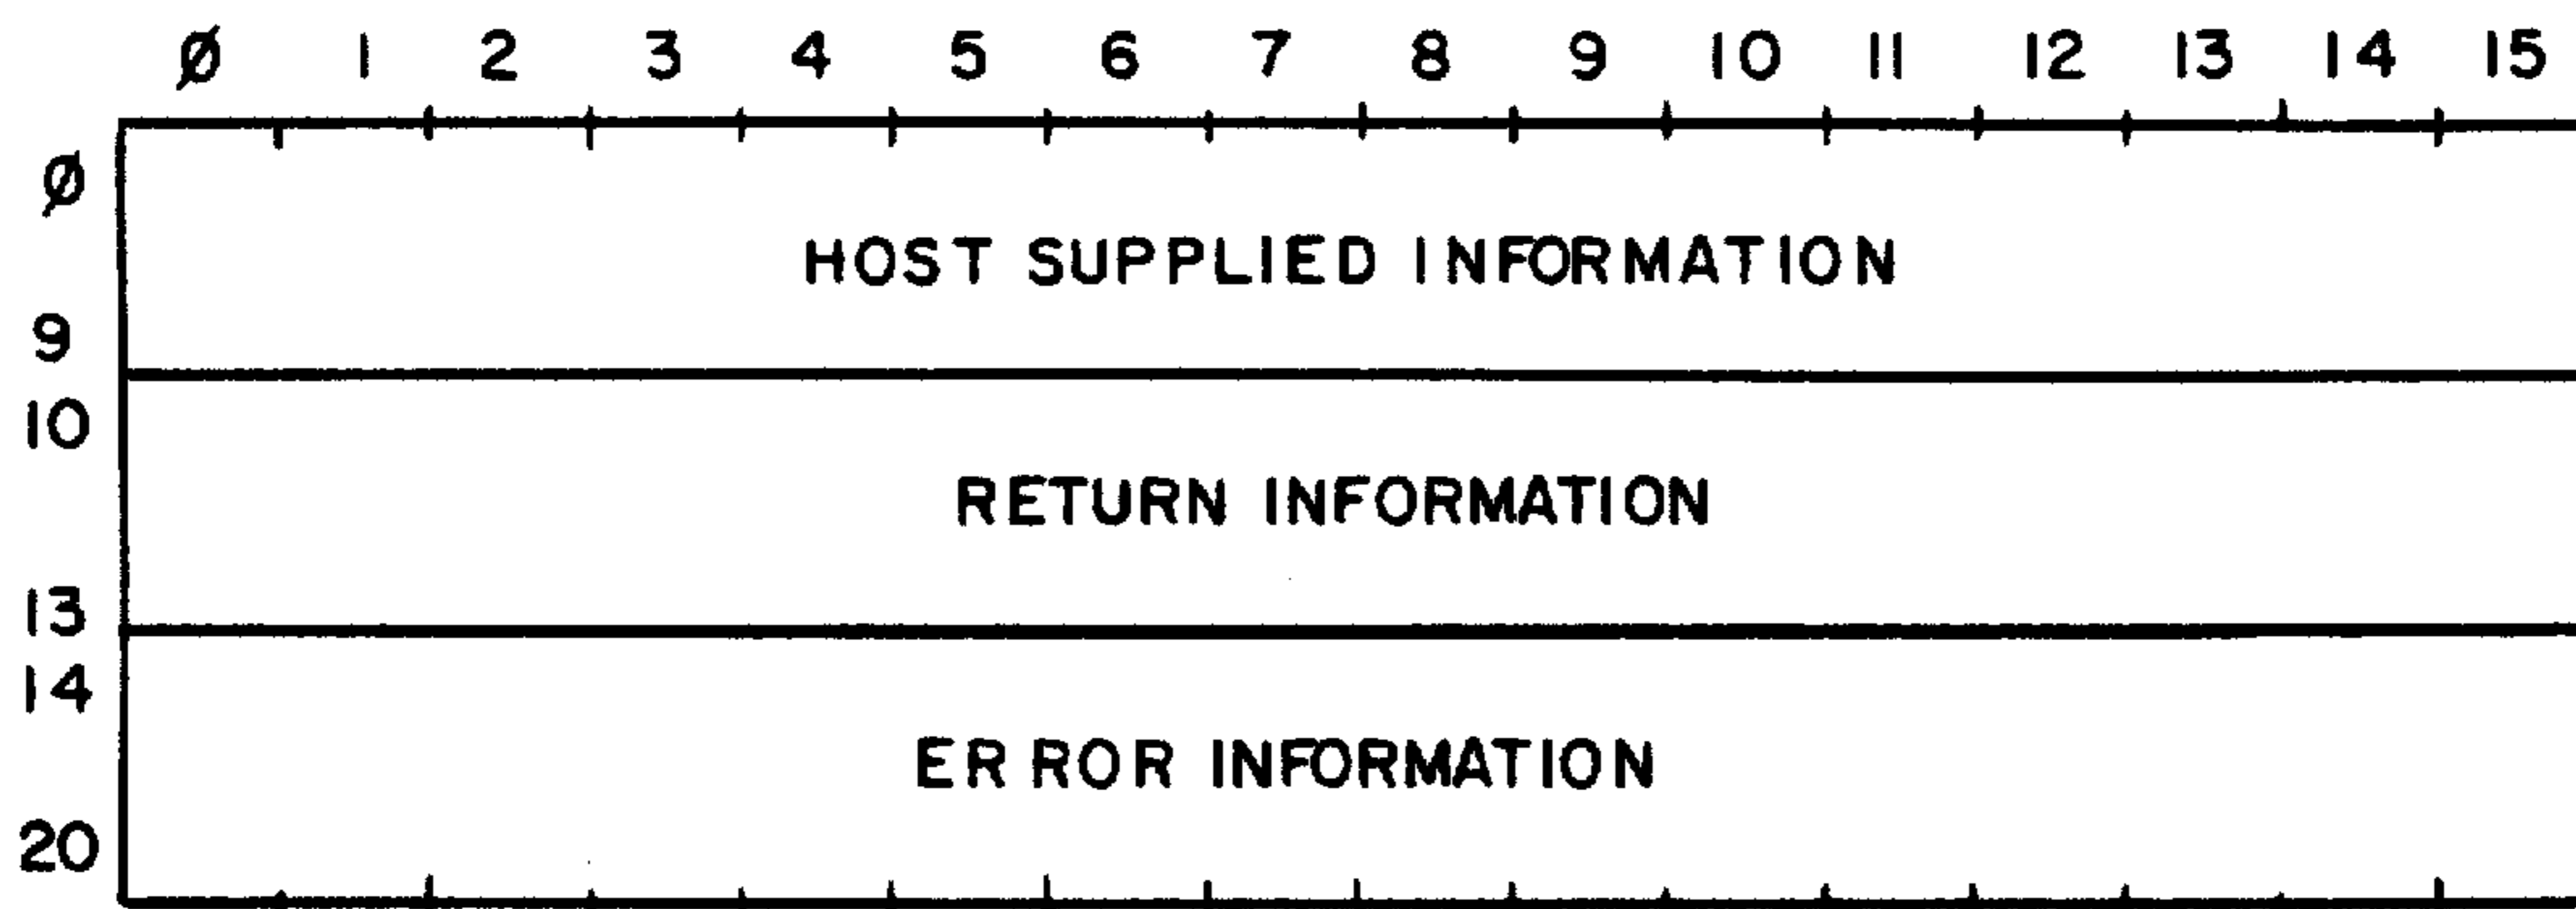 Ø 1 2 3 4 5 6 7 8 9 10 11 12 13 14 15
Ø
HOST SUPPLIED INFORMATION
9
10
RETURN INFORMATION
13
14
ERROR INFORMATION
20